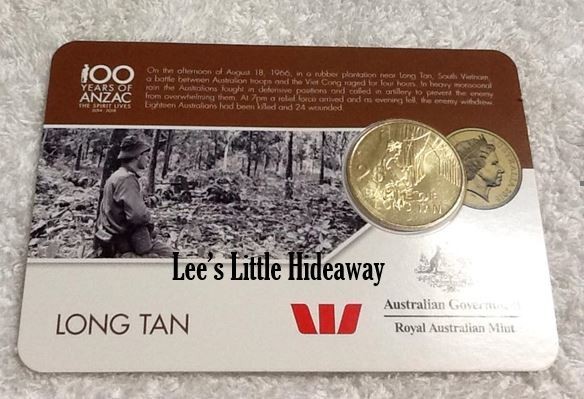 100
YEARS OF
ANZAC
THE SPIRIT LIVES
2014 - 2018
On the afternoon of August 18, 1966, in a rubber plantation near Long Tan, South Vietnam,
a battle between Australian troops and the Viet Cong raged for four hours. In heavy monsoonal
rain the Australians fought in defensive positions and called in artillery to prevent the enemy
from overwhelming them. At 7pm a relief force arrived and as evening fell, the enemy withdrew.
Eighteen Australians had been killed and 24 wounded.
LONG TAN
Lee's Little Hideaway
LONG TAN
Australian Government
Royal Australian Mint